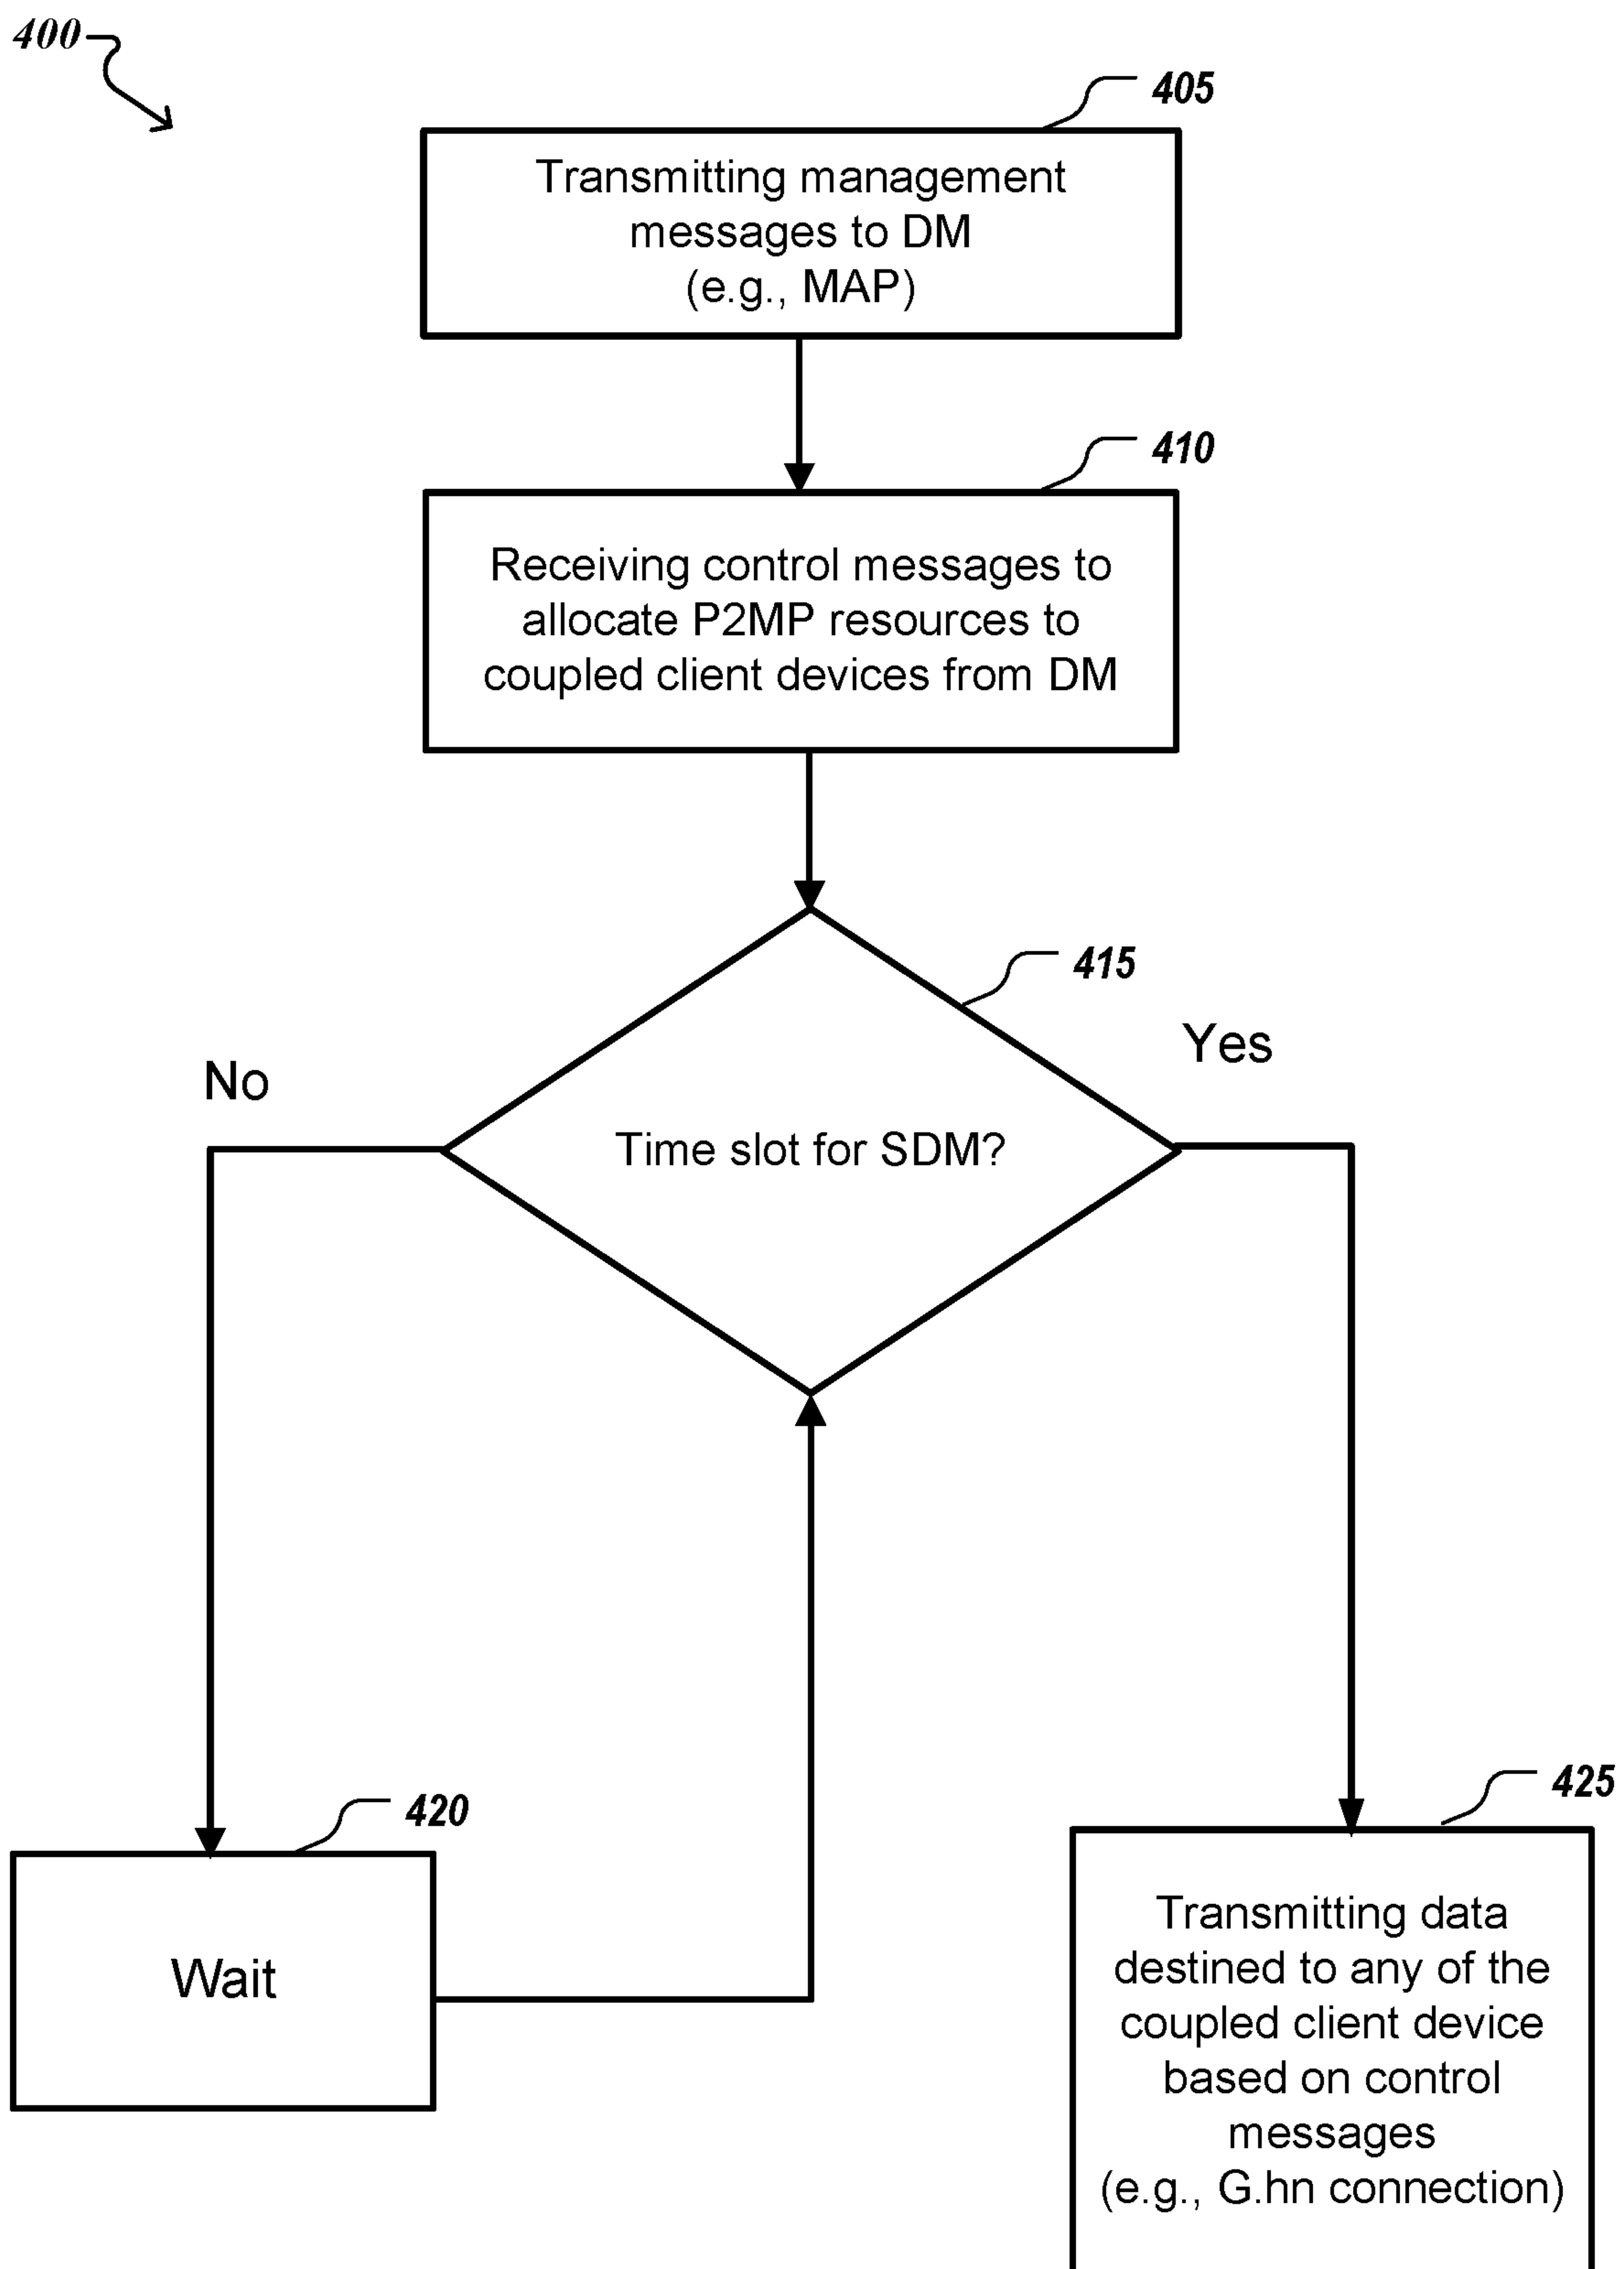 400
405
Transmitting management
messages to DM
(e.g., MAP)
410
Receiving control messages to
allocate P2MP resources to
coupled client devices from DM
415
Yes
No
Time slot for SDM?
425
420
Wait
Transmitting data
destined to any of the
coupled client device
based on control
messages
(e.g., G.hn connection)